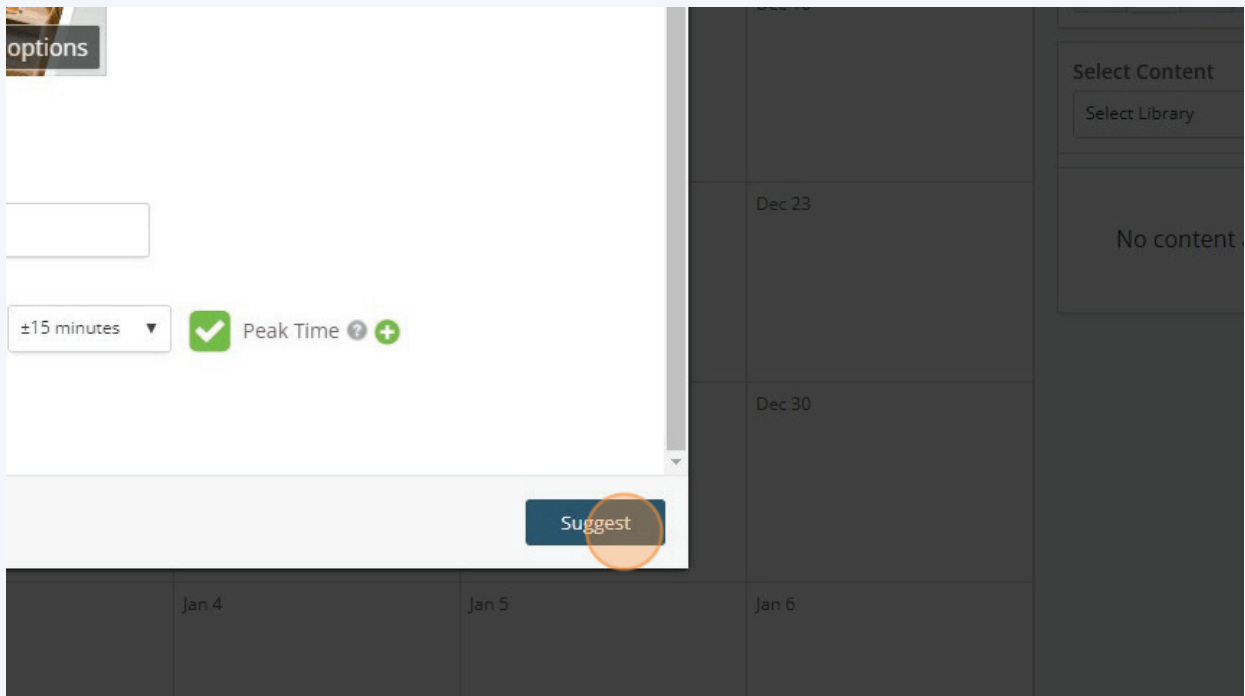 options
Select Content
Select Library
Dec 23
No content
±15 minutes
Peak Time
Dec 30
Suggest
Jan 4
Jan 5
Jan 6